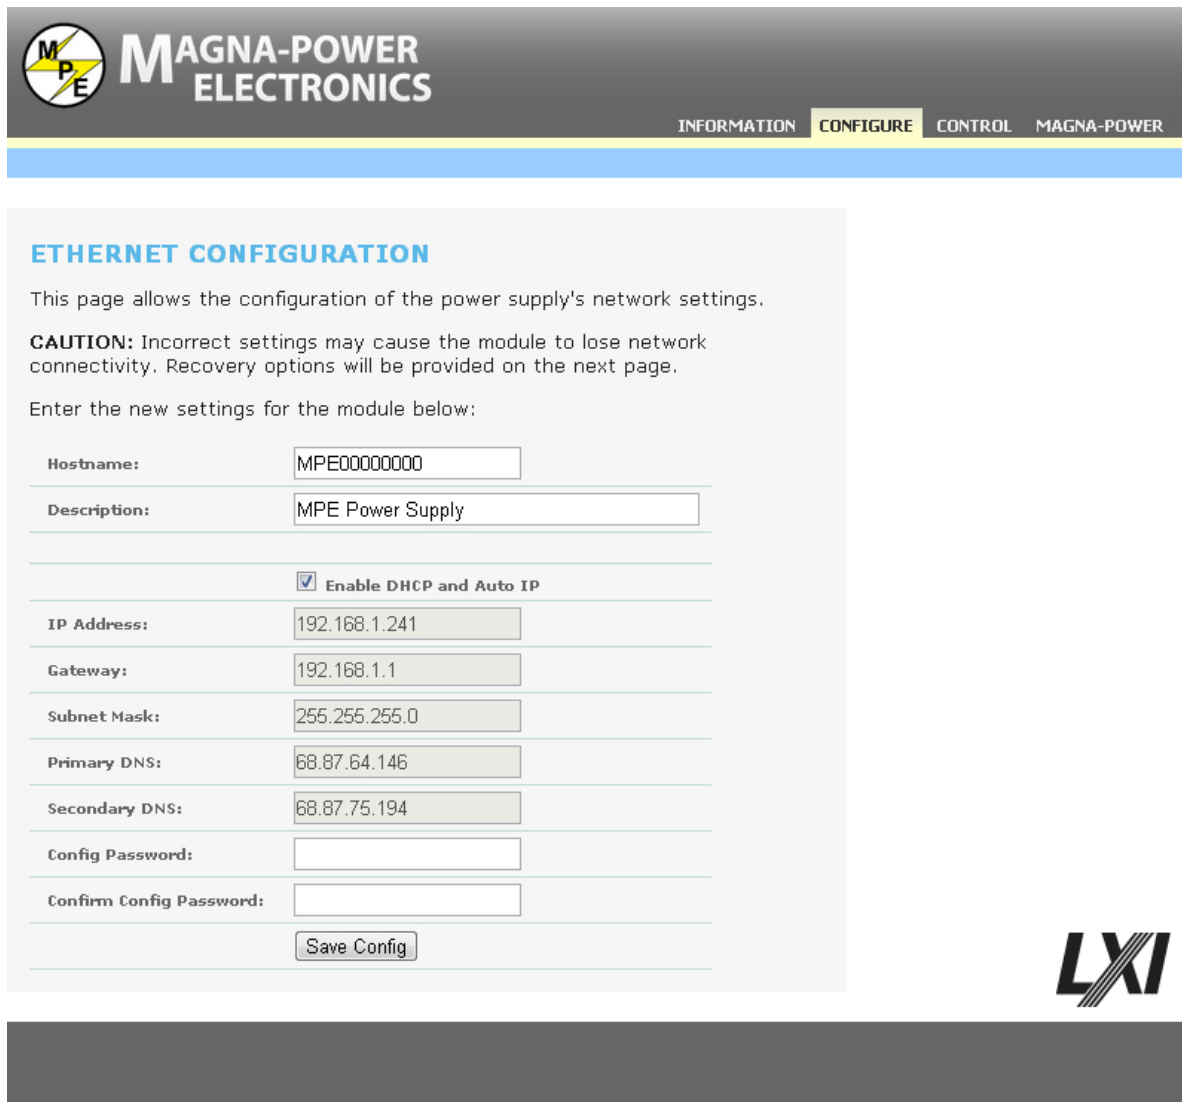 MPE
MAGNA-POWER
ELECTRONICS
INFORMATION CONFIGURE CONTROL MAGNA-POWER
ETHERNET CONFIGURATION
This page allows the configuration of the power supply's network settings.
CAUTION: Incorrect settings may cause the module to lose network
connectivity. Recovery options will be provided on the next page.
Enter the new settings for the module below:
Hostname: MPE00000000
Description: MPE Power Supply
Enable DHCP and Auto IP
IP Address: 192.168.1.241
Gateway: 192.168.1.1
Subnet Mask: 255.255.255.0
Primary DNS: 68.87.64.146
Secondary DNS: 68.87.75.194
Config Password:
Confirm Config Password:
Save Config
LXI